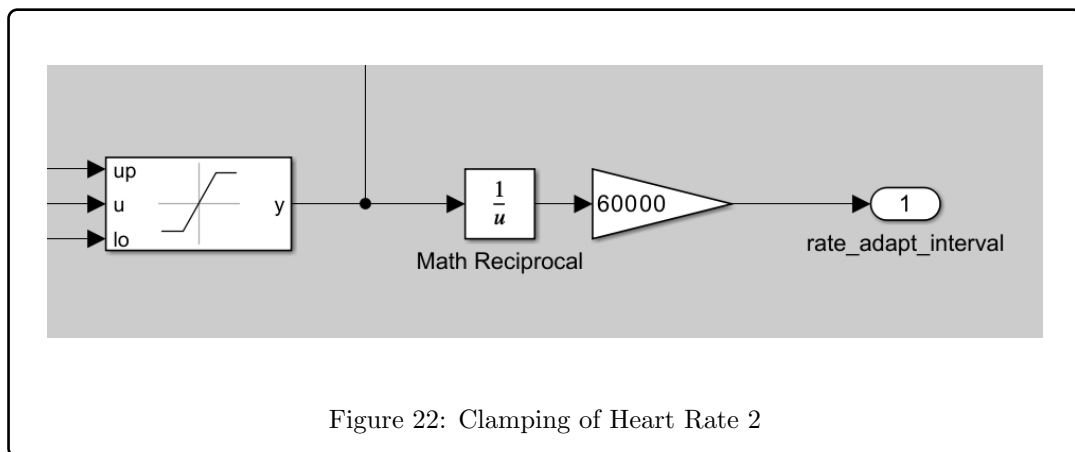 up
u
lo
y
1
u
Math Reciprocal
60000
1
rate_adapt_interval
Figure 22: Clamping of Heart Rate 2